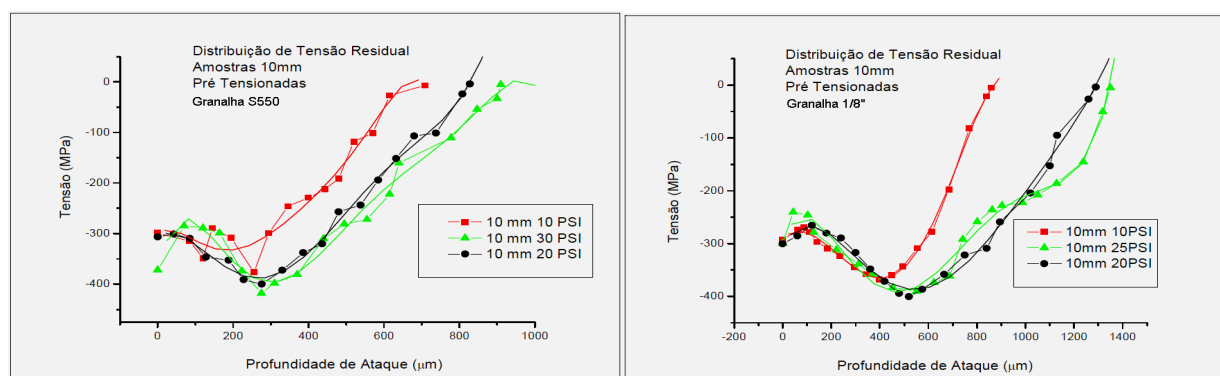 Distribuição de Tensão Residual
Amostras 10mm
Pré Tensionadas
Granalha S550
Tensão (MPa)
0
-100
-200
-300
-400
10 mm 10 PSI
10 mm 30 PSI
10 mm 20 PSI
0
200
400
600
800
1000
Profundidade de Ataque (μm)
Distribuição de Tensão Residual
Amostras 10mm
Pré Tensionadas
Granalha 1/8"
Tensão (MPa)
0
-100
-200
-300
-400
10mm 10PSI
10mm 25PSI
10mm 20PSI
-200
0
200
400
600
800
1000
1200
1400
Profundidade de Ataque (μm)